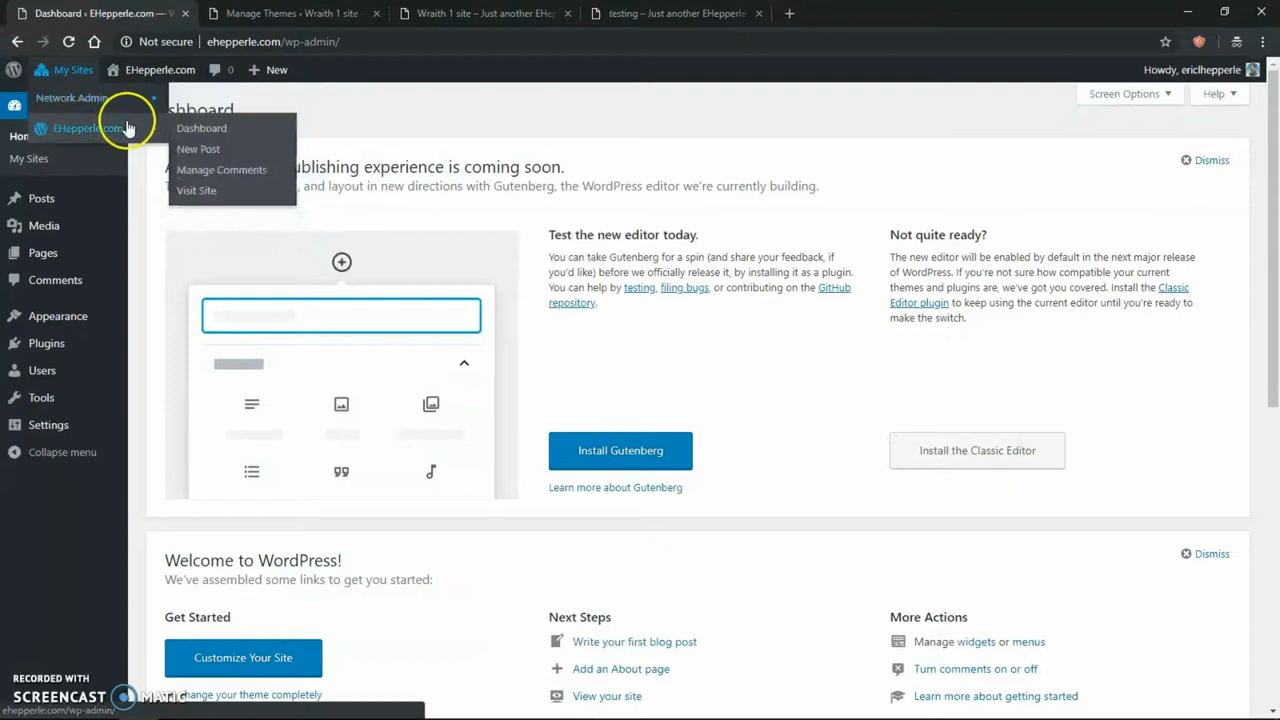 Dashboard ‹ EHepperle.com — W
Manage Themes ‹ Wraith 1 site -
Wraith 1 site – Just another EHep
testing – Just another EHepperle
Not secure
ehepperle.com/wp-admin/
My Sites
EHepperle.com
0
New
Howdy, ericlhepperle
Network Admin
EHepperle.com
Dashboard
New Post
Manage Comments
Visit Site
shboard
Screen Options
Help
Hom
My Sites
Posts
Media
Pages
Comments
Appearance
Plugins
Users
Tools
Settings
Collapse menu
ublishing experience is coming soon.
, and layout in new directions with Gutenberg, the WordPress editor we're currently building.
Dismiss
Test the new editor today.
You can take Gutenberg for a spin (and share your feedback, if
you'd like) before we officially release it, by installing it as a plugin.
You can help by testing, filing bugs, or contributing on the GitHub
repository.
Install Gutenberg
Learn more about Gutenberg
Not quite ready?
The new editor will be enabled by default in the next major release
of WordPress. If you're not sure how compatible your current
themes and plugins are, we've got you covered. Install the Classic
Editor plugin to keep using the current editor until you're ready to
make the switch.
Install the Classic Editor
Welcome to WordPress!
We've assembled some links to get you started:
Dismiss
Get Started
Customize Your Site
change your theme completely
Next Steps
Write your first blog post
Add an About page
View your site
More Actions
Manage widgets or menus
Turn comments on or off
Learn more about getting started
RECORDED WITH
SCREENCAST MATIC
ehepperle.com/wp-admin/